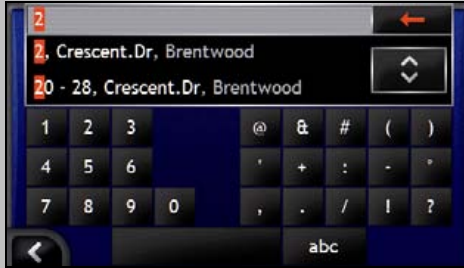 2
2, Crescent.Dr, Brentwood
20 - 28, Crescent.Dr, Brentwood
1 2 3 @ & # ( )
4 5 6 ' + : - °
7 8 9 0 , . / ! ?
abc